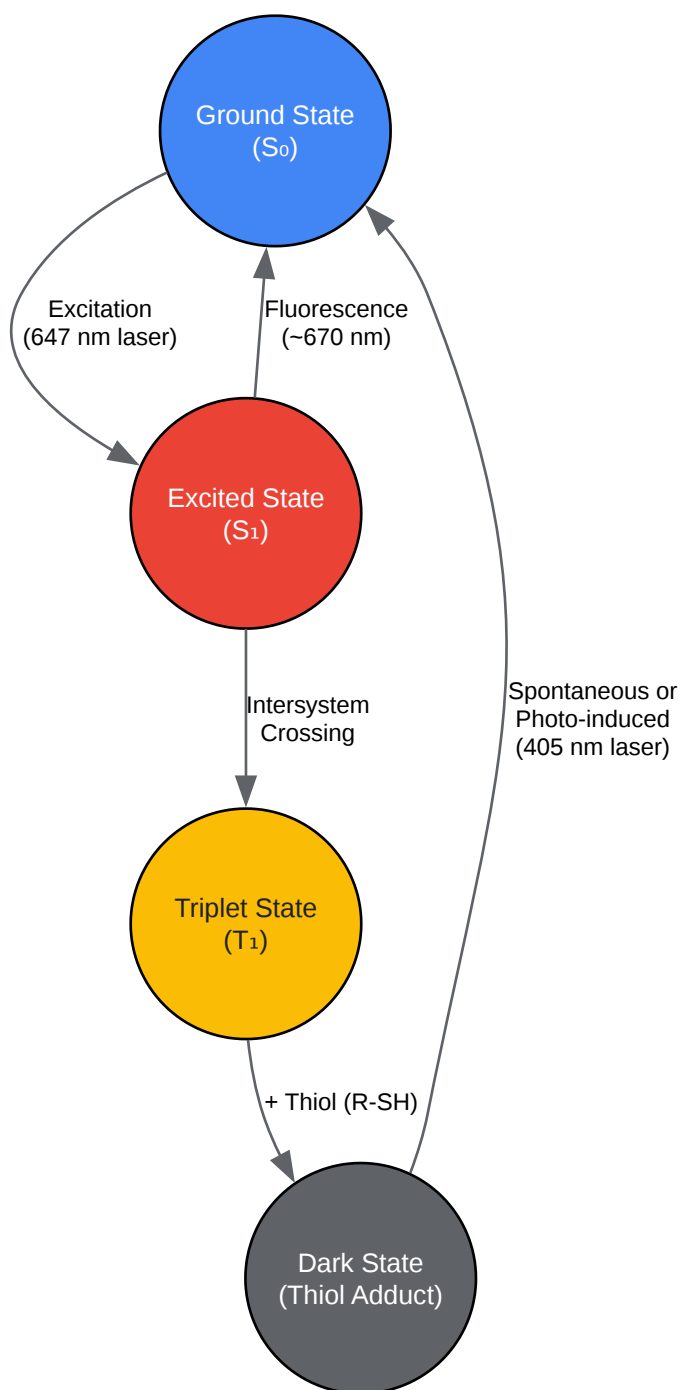 Ground State
(S₀)
Excitation
(647 nm laser)
Fluorescence
(~670 nm)
Excited State
(S₁)
Intersystem
Crossing
Spontaneous or
Photo-induced
(405 nm laser)
Triplet State
(T₁)
+ Thiol (R-SH)
Dark State
(Thiol Adduct)